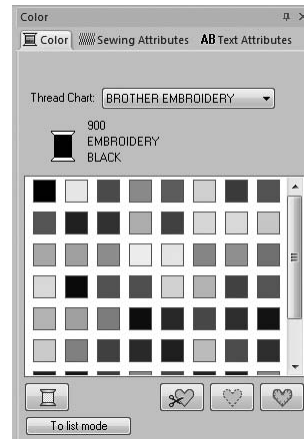 Color
Color Sewing Attributes AB Text Attributes
Thread Chart: BROTHER EMBROIDERY
900
EMBROIDERY
BLACK
To list mode